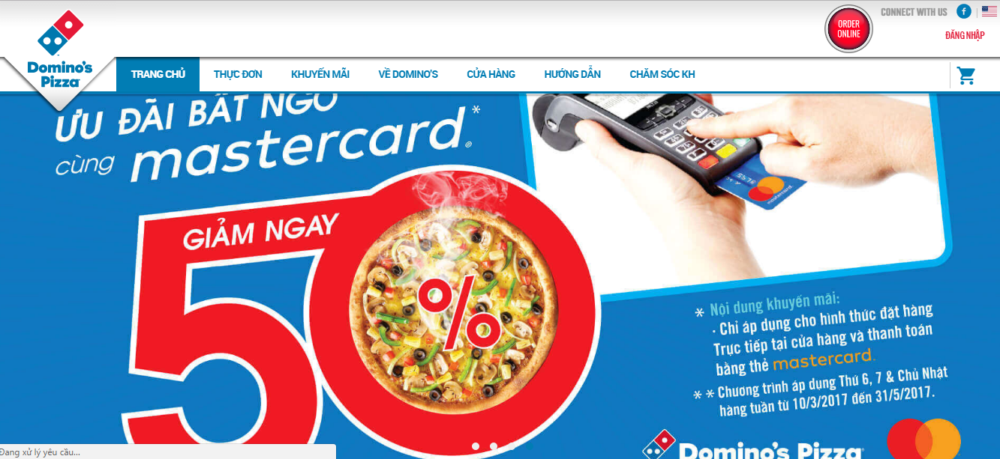 CONNECT WITH US
ORDER
ONLINE
ĐĂNG NHẬP
Domino's
Pizza
TRANG CHỦ
THỰC ĐƠN
KHUYẾN MÃI
VỀ DOMINO'S
CỬA HÀNG
HƯỚNG DẪN
CHĂM SÓC KH
ƯU ĐÃI BẤT NGỜ
cùng mastercard.*
GIẢM NGAY
50%
mastercard
* Nội dung khuyến mãi:
· Chỉ áp dụng cho hình thức đặt hàng
Trực tiếp tại cửa hàng và thanh toán
bằng thẻ mastercard.
** Chương trình áp dụng Thứ 6, 7 & Chủ Nhật
hàng tuần từ 10/3/2017 đến 31/5/2017.
Domino's Pizza
Đang xử lý yêu cầu...